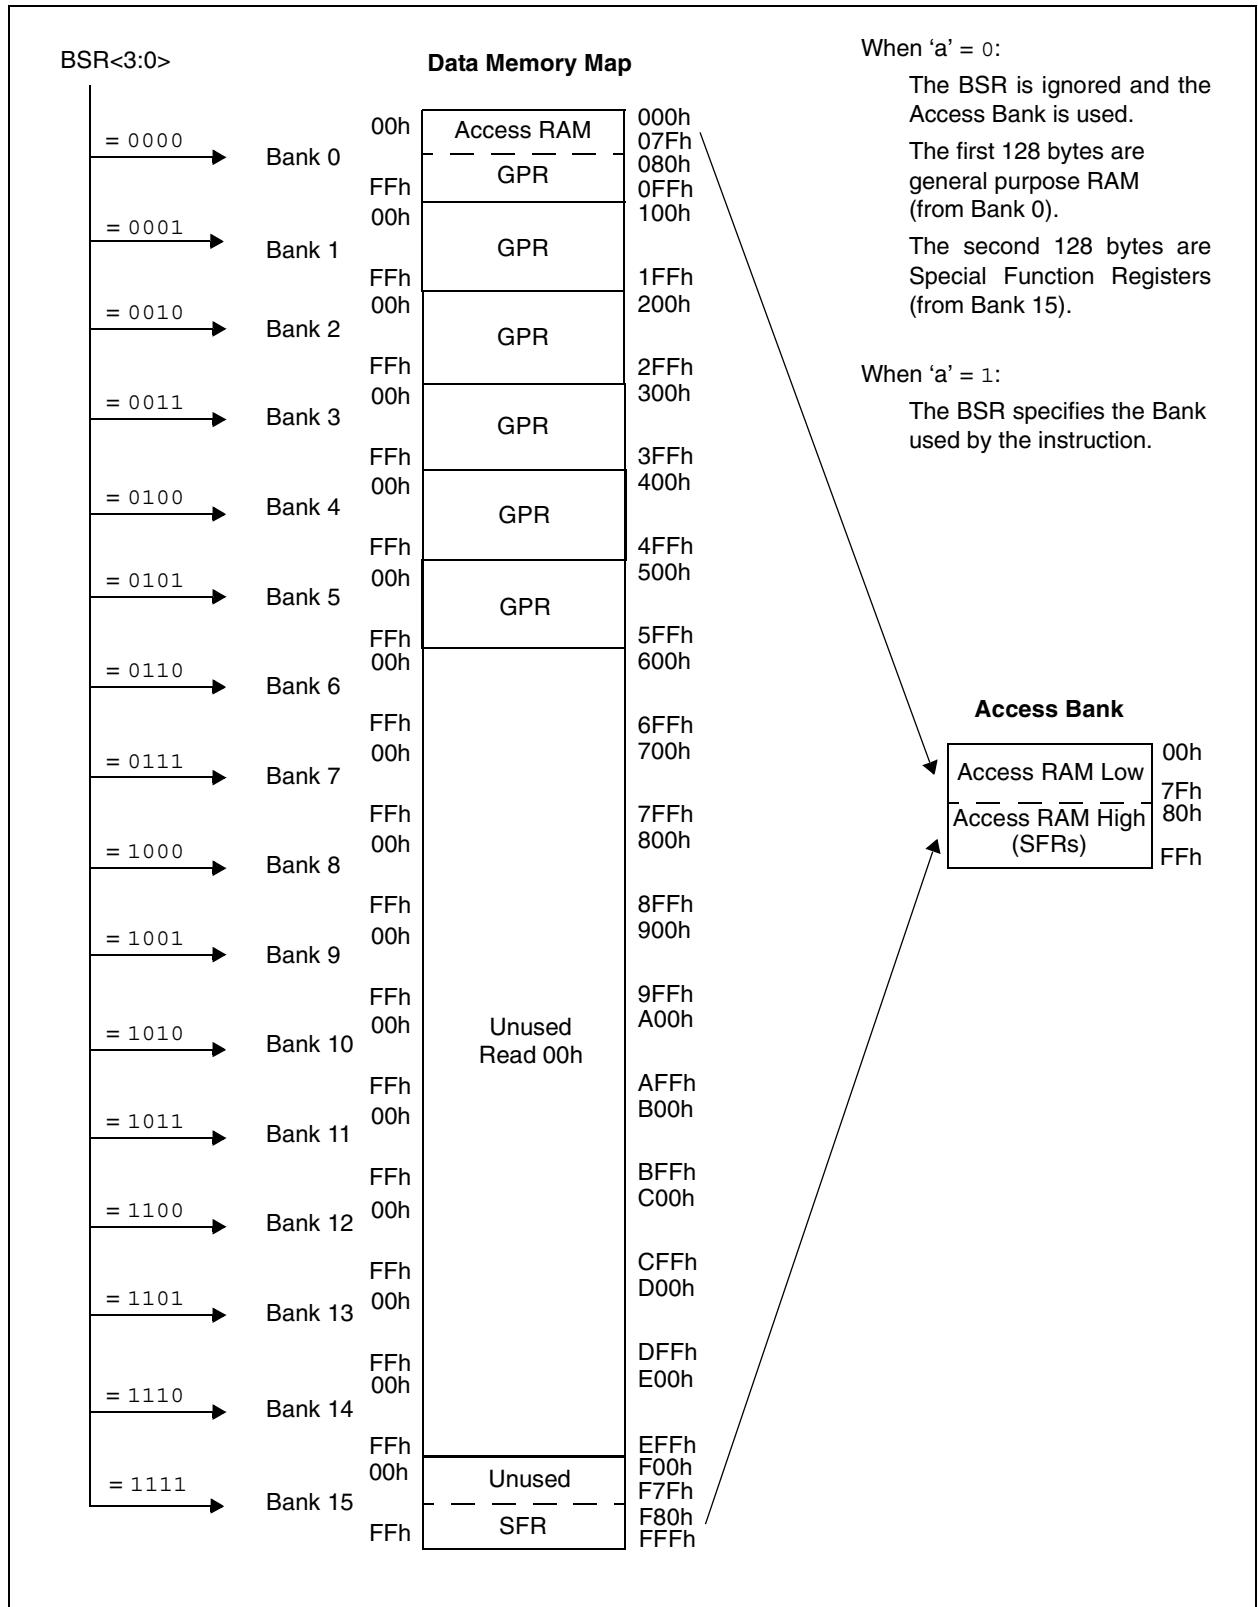 BSR<3:0>
Data Memory Map
When ‘a’ = 0:
The BSR is ignored and the
Access Bank is used.
The first 128 bytes are
general purpose RAM
(from Bank 0).
The second 128 bytes are
Special Function Registers
(from Bank 15).
When ‘a’ = 1:
The BSR specifies the Bank
used by the instruction.
= 0000
Bank 0
00h
FFh
Access RAM
GPR
000h
07Fh
080h
0FFh
= 0001
Bank 1
00h
FFh
GPR
100h
1FFh
= 0010
Bank 2
00h
FFh
GPR
200h
2FFh
= 0011
Bank 3
00h
FFh
GPR
300h
3FFh
= 0100
Bank 4
00h
FFh
GPR
400h
4FFh
= 0101
Bank 5
00h
FFh
GPR
500h
5FFh
= 0110
Bank 6
00h
FFh
600h
6FFh
= 0111
Bank 7
00h
FFh
700h
7FFh
= 1000
Bank 8
00h
FFh
800h
8FFh
= 1001
Bank 9
00h
FFh
900h
9FFh
= 1010
Bank 10
00h
FFh
Unused
Read 00h
A00h
AFFh
= 1011
Bank 11
00h
FFh
B00h
BFFh
= 1100
Bank 12
00h
FFh
C00h
CFFh
= 1101
Bank 13
00h
FFh
D00h
DFFh
= 1110
Bank 14
00h
FFh
E00h
EFFh
= 1111
Bank 15
00h
FFh
Unused
SFR
F00h
F7Fh
F80h
FFFh
Access Bank
Access RAM Low
Access RAM High
(SFRs)
00h
7Fh
80h
FFh